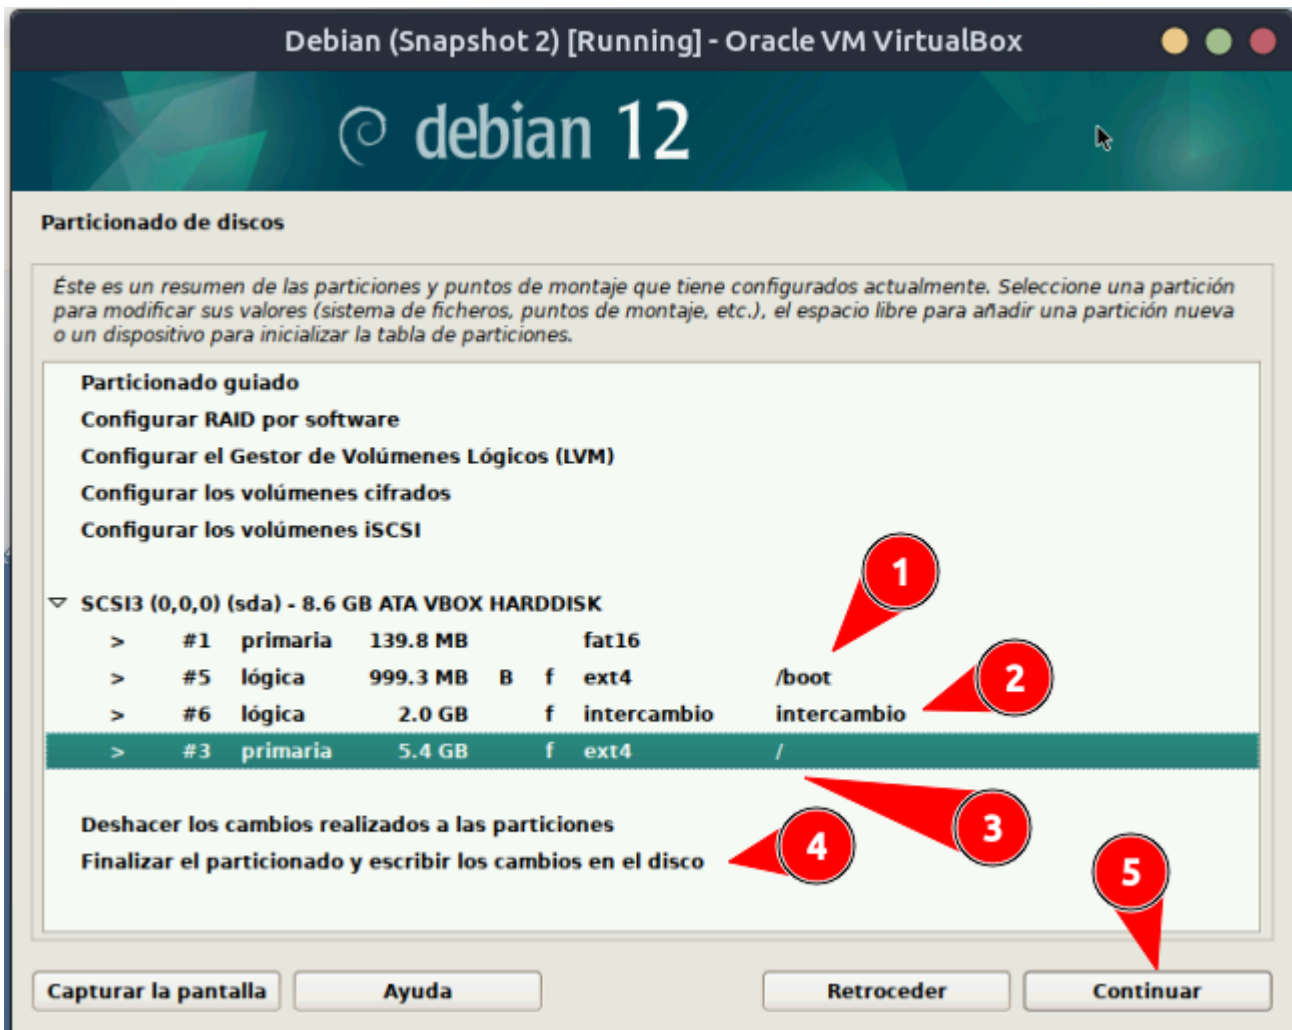 Debian (Snapshot 2) [Running] - Oracle VM VirtualBox
debian 12
Particionado de discos
Éste es un resumen de las particiones y puntos de montaje que tiene configurados actualmente. Seleccione una partición
para modificar sus valores (sistema de ficheros, puntos de montaje, etc.), el espacio libre para añadir una partición nueva
o un dispositivo para inicializar la tabla de particiones.
Particionado guiado
Configurar RAID por software
Configurar el Gestor de Volúmenes Lógicos (LVM)
Configurar los volúmenes cifrados
Configurar los volúmenes iSCSI
1
SCSI3 (0,0,0) (sda) - 8.6 GB ATA VBOX HARDDISK
> #1 primaria 139.8 MB fat16
> #5 lógica 999.3 MB B f ext4 /boot
2
> #6 lógica 2.0 GB f intercambio intercambio
> #3 primaria 5.4 GB f ext4 /
3
Deshacer los cambios realizados a las particiones
4
Finalizar el particionado y escribir los cambios en el disco
5
Capturar la pantalla Ayuda Retroceder Continuar